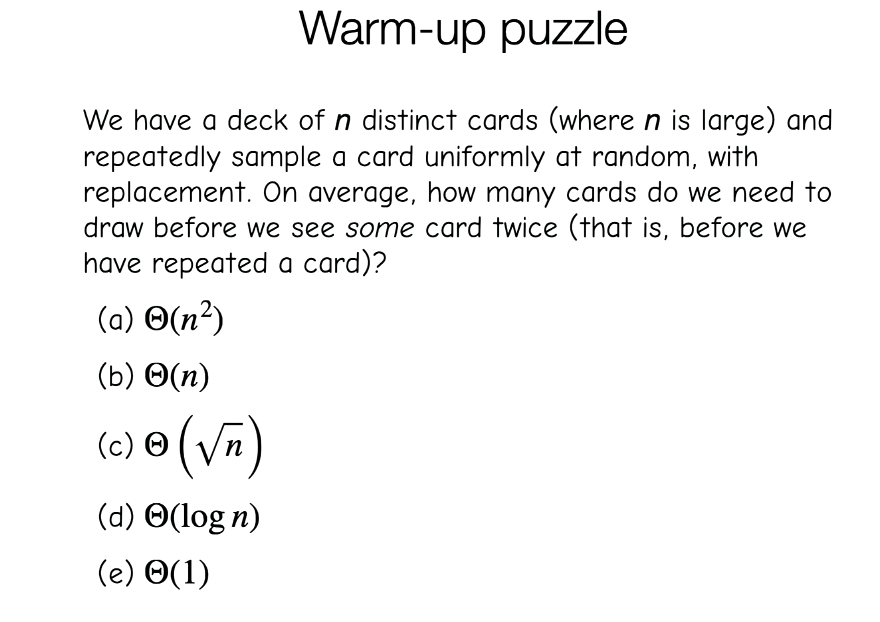 Warm-up puzzle
We have a deck of n distinct cards (where n is large) and
repeatedly sample a card uniformly at random, with
replacement. On average, how many cards do we need to
draw before we see some card twice (that is, before we
have repeated a card)?
(a) Θ(n²)
(b) Θ(n)
(c) Θ(√n)
(d) Θ(log n)
(e) Θ(1)